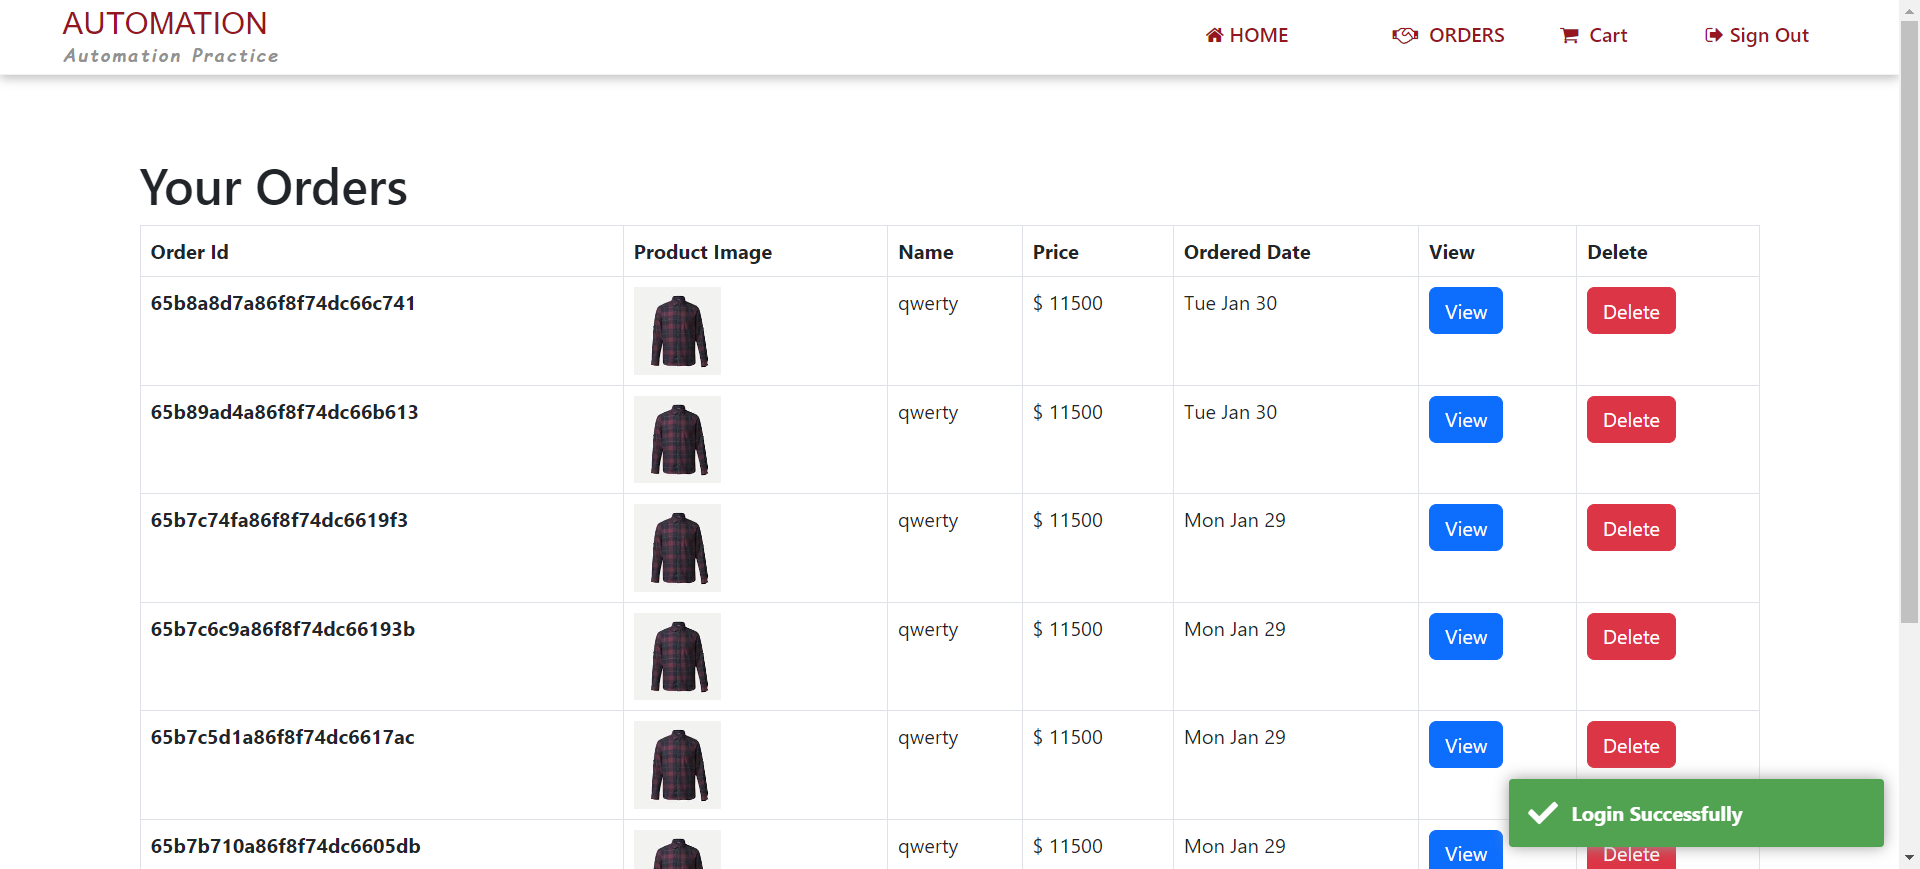 AUTOMATION
Automation Practice
HOME
ORDERS
Cart
Sign Out
Your Orders
Order Id Product Image Name Price Ordered Date View Delete
65b8a8d7a86f8f74dc66c741 qwerty $ 11500 Tue Jan 30 View Delete
65b89ad4a86f8f74dc66b613 qwerty $ 11500 Tue Jan 30 View Delete
65b7c74fa86f8f74dc6619f3 qwerty $ 11500 Mon Jan 29 View Delete
65b7c6c9a86f8f74dc66193b qwerty $ 11500 Mon Jan 29 View Delete
65b7c5d1a86f8f74dc6617ac qwerty $ 11500 Mon Jan 29 View Delete
65b7b710a86f8f74dc6605db qwerty $ 11500 Mon Jan 29 View Delete
Login Successfully